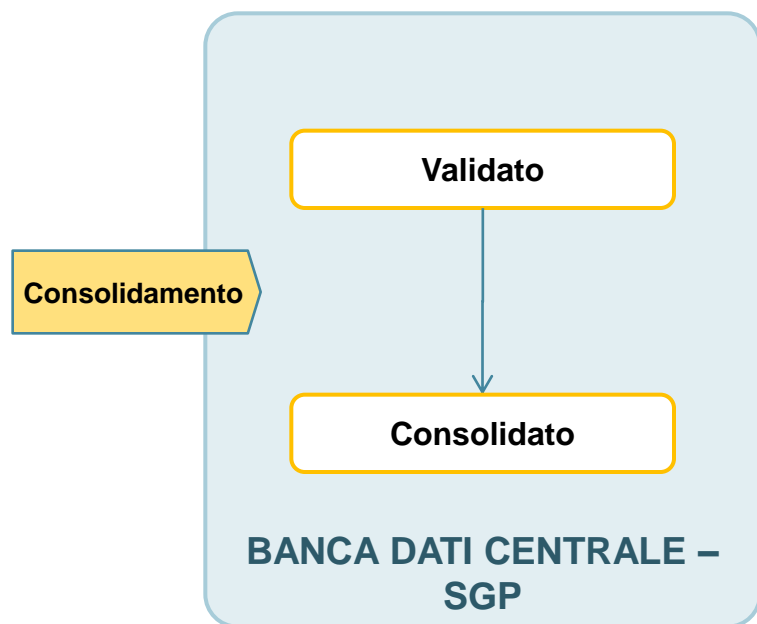 Validato
Consolidamento
Consolidato
BANCA DATI CENTRALE –
SGP